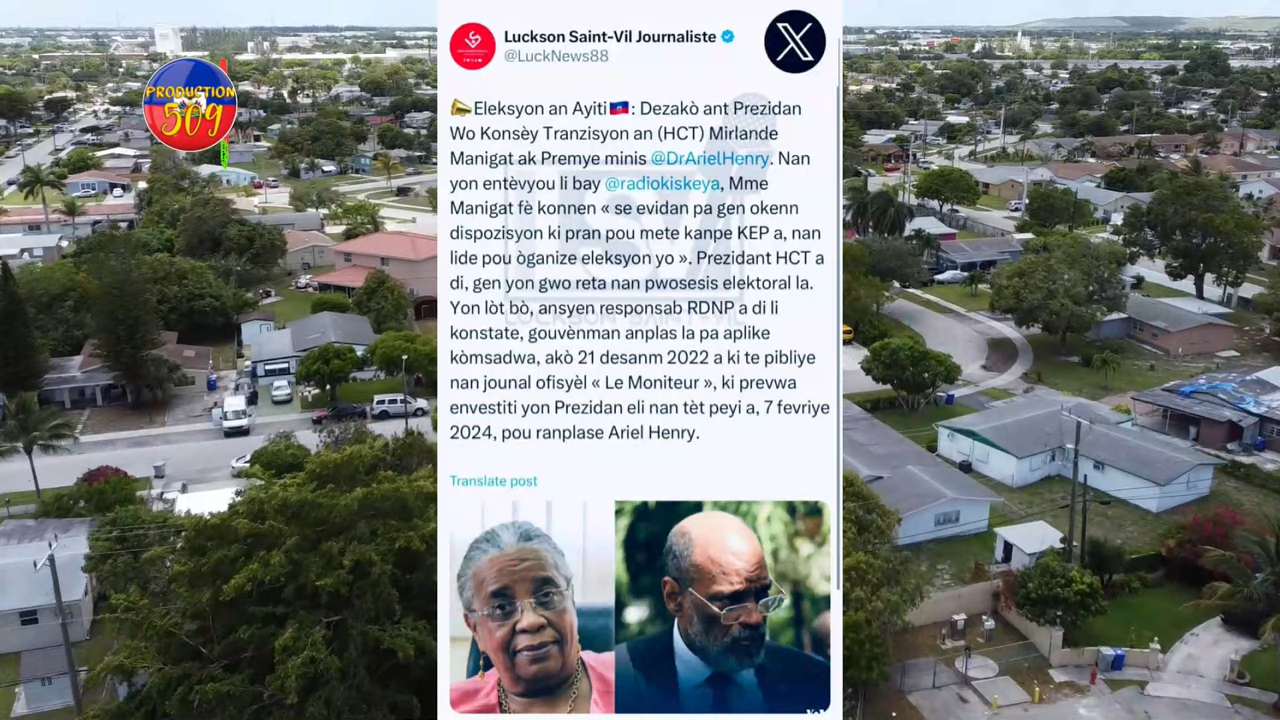 PRODUCTION
509
Luckson Saint-Vil Journaliste
@LuckNews88
Eleksyon an Ayiti: Dezakò ant Prezidan
Wo Konsèy Tranzisyon an (HCT) Mirlande
Manigat ak Premye minis @DrArielHenry. Nan
yon entèvyou li bay @radiokiskeya, Mme
Manigat fè konnen « se evidan pa gen okenn
dispozisyon ki pran pou mete kanpe KEP a, nan
lide pou òganize eleksyon yo ». Prezidant HCT a
di, gen yon gwo reta nan pwosesis elektoral la.
Yon lòt bò, ansyen responsab RDNP a di li
konstate, gouvènman anplas la pa aplike
kòmsadwa, akò 21 desanm 2022 a ki te pibliye
nan jounal ofisyèl « Le Moniteur », ki prevwa
envestiti yon Prezidan eli nan tèt peyi a, 7 fevriye
2024, pou ranplase Ariel Henry.
LUCKSON SAINT-VIL
Translate post